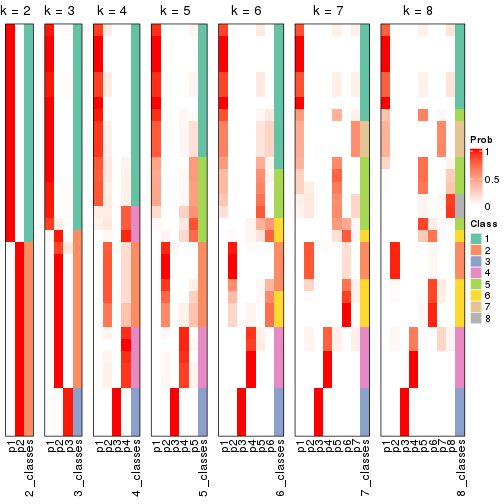 k = 2 k = 3 k = 4 k = 5 k = 6 k = 7 k = 8
Prob
1
0.5
0
Class
1
2
3
4
5
6
7
8
p1 p2 2_classes p1 p2 p3 3_classes p1 p2 p3 p4 4_classes p1 p2 p3 p4 p5 5_classes p1 p2 p3 p4 p5 p6 6_classes p1 p2 p3 p4 p5 p6 p7 7_classes p1 p2 p3 p4 p5 p6 p7 p8 8_classes